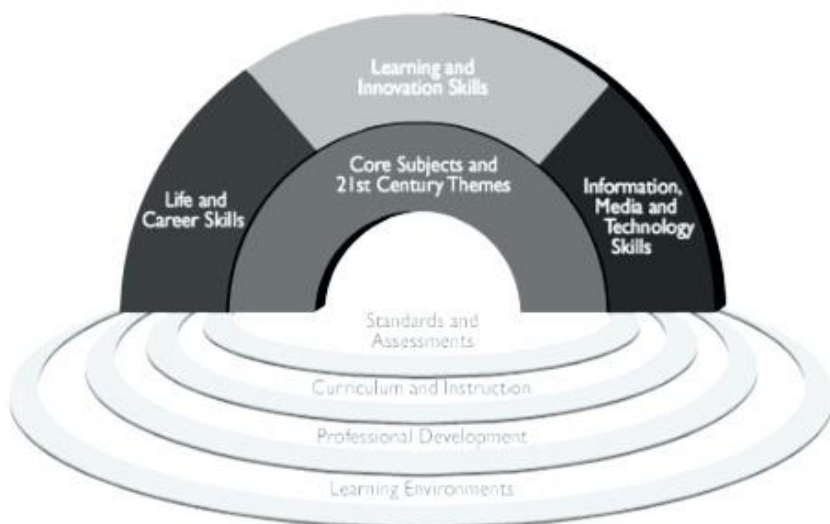 Learning and
Innovation Skills
Core Subjects and
21st Century Themes
Life and
Career Skills
Information,
Media and
Technology
Skills
Standards and
Assessments
Curriculum and Instruction
Professional Development
Learning Environments